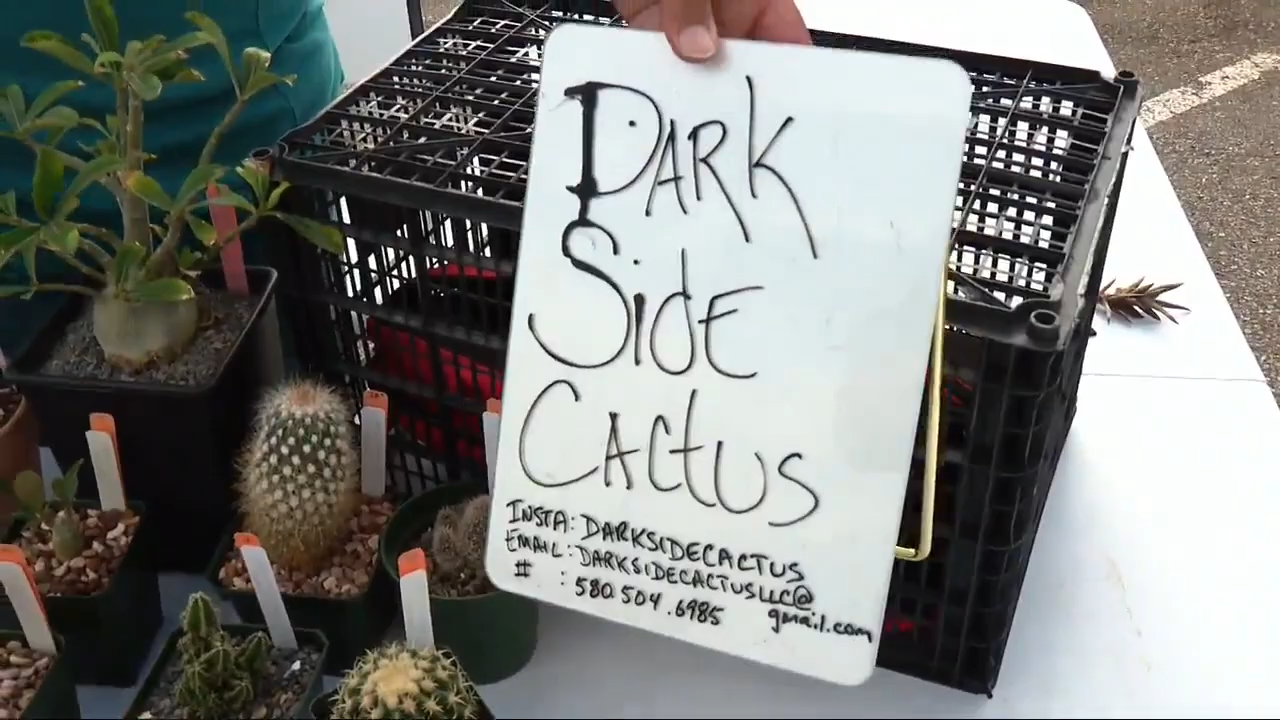 DARK
SidE
CActus
INSTA: DARKSIDECACTUS
EMAIL: DARKSIDECACTUSLLC@
gmail.com
# : 580.504.6985